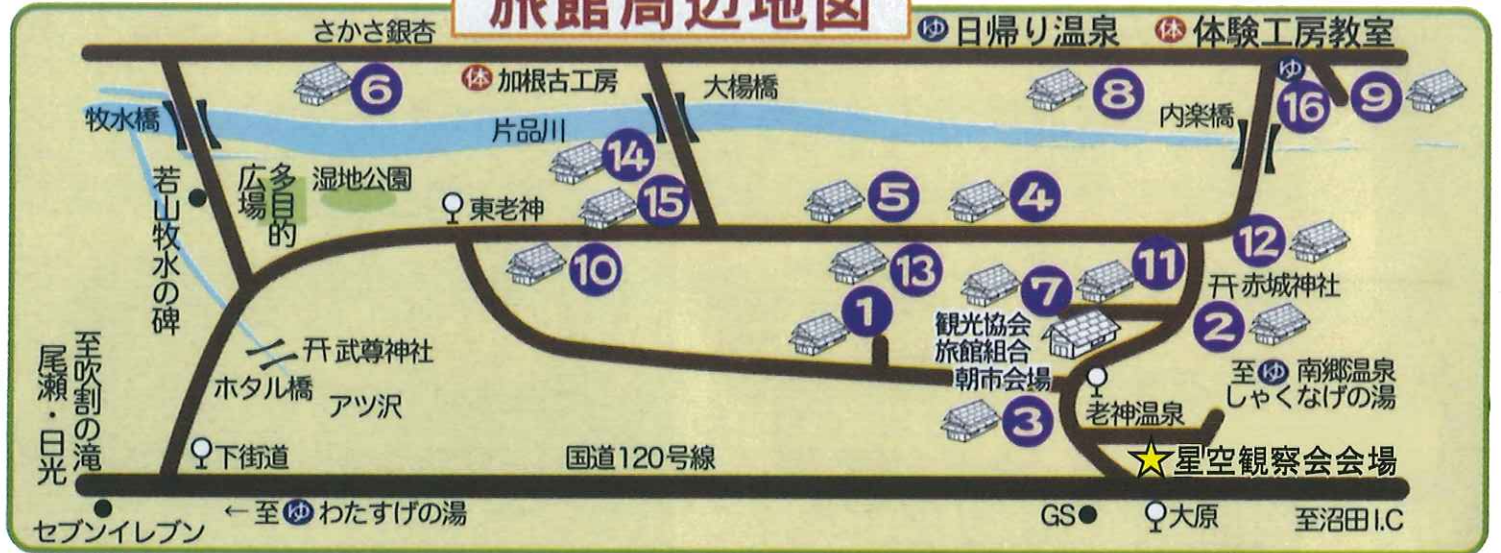 旅館周辺地図
さかさ銀杏
ゆ 日帰り温泉
体 体験工房教室
6
体 加根古工房
大楊橋
8
ゆ
16
9
牧水橋
片品川
内楽橋
14
若山牧水の碑
多目的
広場
湿地公園
東老神
15
5
4
12
10
13
7
11
赤城神社
1
2
観光協会
旅館組合
朝市会場
武尊神社
ホタル橋
アツ沢
3
老神温泉
至 ゆ 南郷温泉
しゃくなげの湯
至吹割の滝
尾瀬・日光
下街道
国道120号線
星空観察会会場
セブンイレブン
←至 ゆ わたすげの湯
GS
大原
至沼田I.C